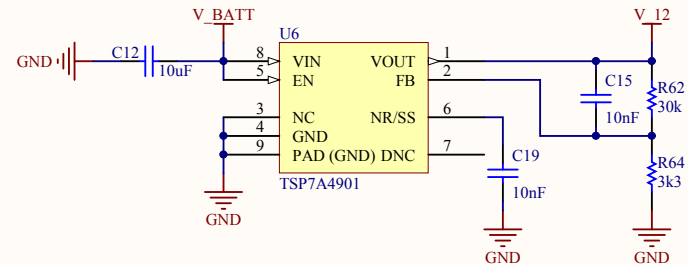 V_BATT
V_12
U6
C12
GND
10uF
8 VIN
5 EN
3 NC
4 GND
9 PAD (GND)
VOUT 1
FB 2
NR/SS 6
DNC 7
TSP7A4901
GND
C19
10nF
GND
C15
10nF
R62
30k
R64
3k3
GND